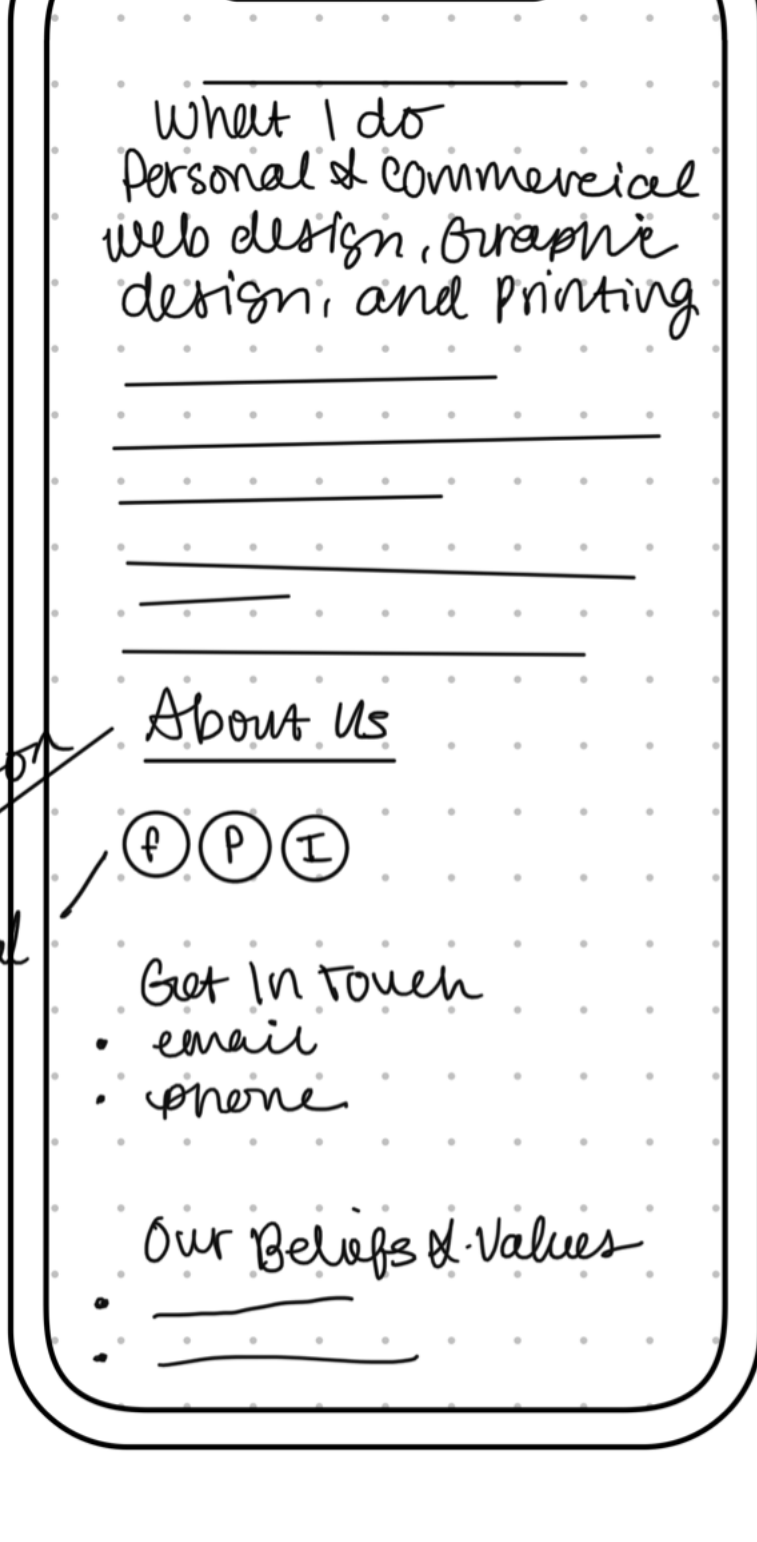 What I do
Personal & commercial
web design, Graphic
design, and Printing
About Us
f P I
Get In Touch
• email
• phone
Our Beliefs & Values